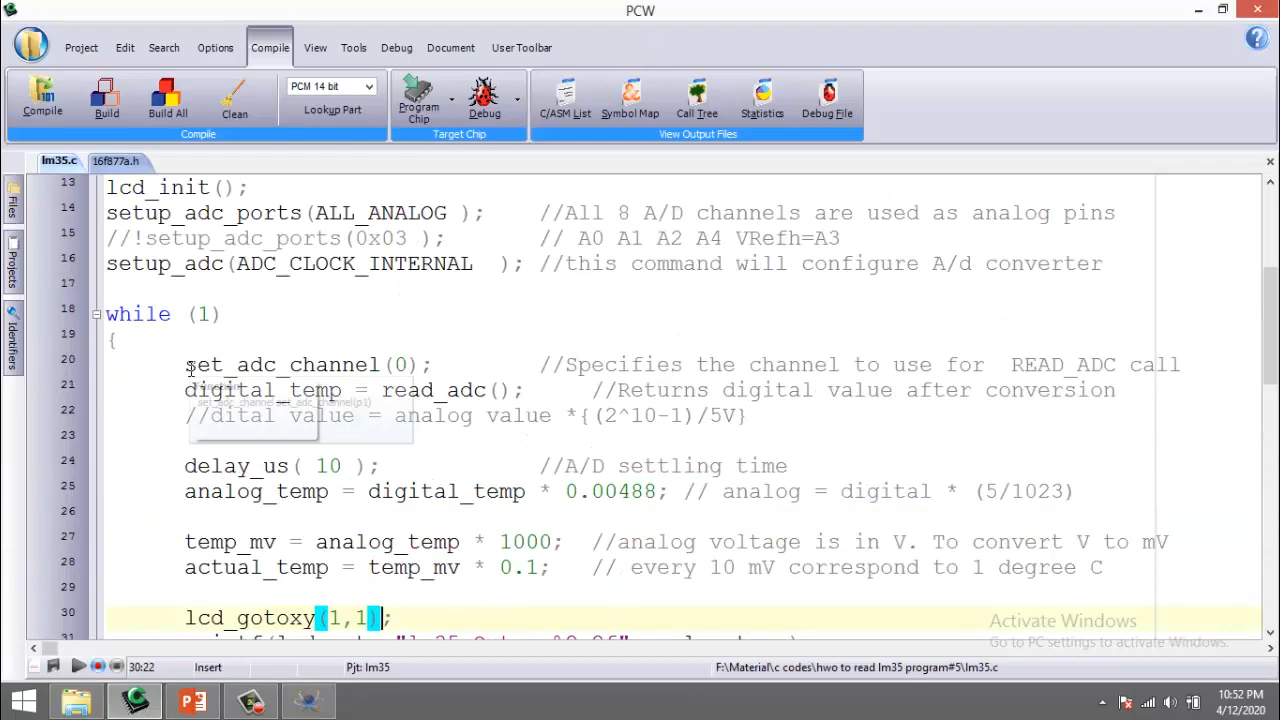 PCW
Project Edit Search Options Compile View Tools Debug Document User Toolbar
Compile Build Build All Clean PCM 14 bit Lookup Part Program Chip Debug C/ASM List Symbol Map Call Tree Statistics Debug File
Compile Target Chip View Output Files
lm35.c 16f877a.h
Files
Projects
Identifiers
13 lcd_init();
14 setup_adc_ports(ALL_ANALOG ); //All 8 A/D channels are used as analog pins
15 //!setup_adc_ports(0x03 ); // A0 A1 A2 A4 VRefh=A3
16 setup_adc(ADC_CLOCK_INTERNAL ); //this command will configure A/d converter
17
18 while (1)
19 {
20 set_adc_channel(0); //Specifies the channel to use for READ_ADC call
21 digital_temp = read_adc(); //Returns digital value after conversion
Function
set_adc_channel set_adc_channel(p1)
22 //dital value = analog value *{(2^10-1)/5V}
23
24 delay_us( 10 ); //A/D settling time
25 analog_temp = digital_temp * 0.00488; // analog = digital * (5/1023)
26
27 temp_mv = analog_temp * 1000; //analog voltage is in V. To convert V to mV
28 actual_temp = temp_mv * 0.1; // every 10 mV correspond to 1 degree C
29
30 lcd_gotoxy(1,1);
31
Activate Windows
Go to PC settings to activate Windows.
30:22 Insert Pjt: lm35 F:\Material\c codes\hwo to read lm35 program#5\lm35.c
10:52 PM
4/12/2020